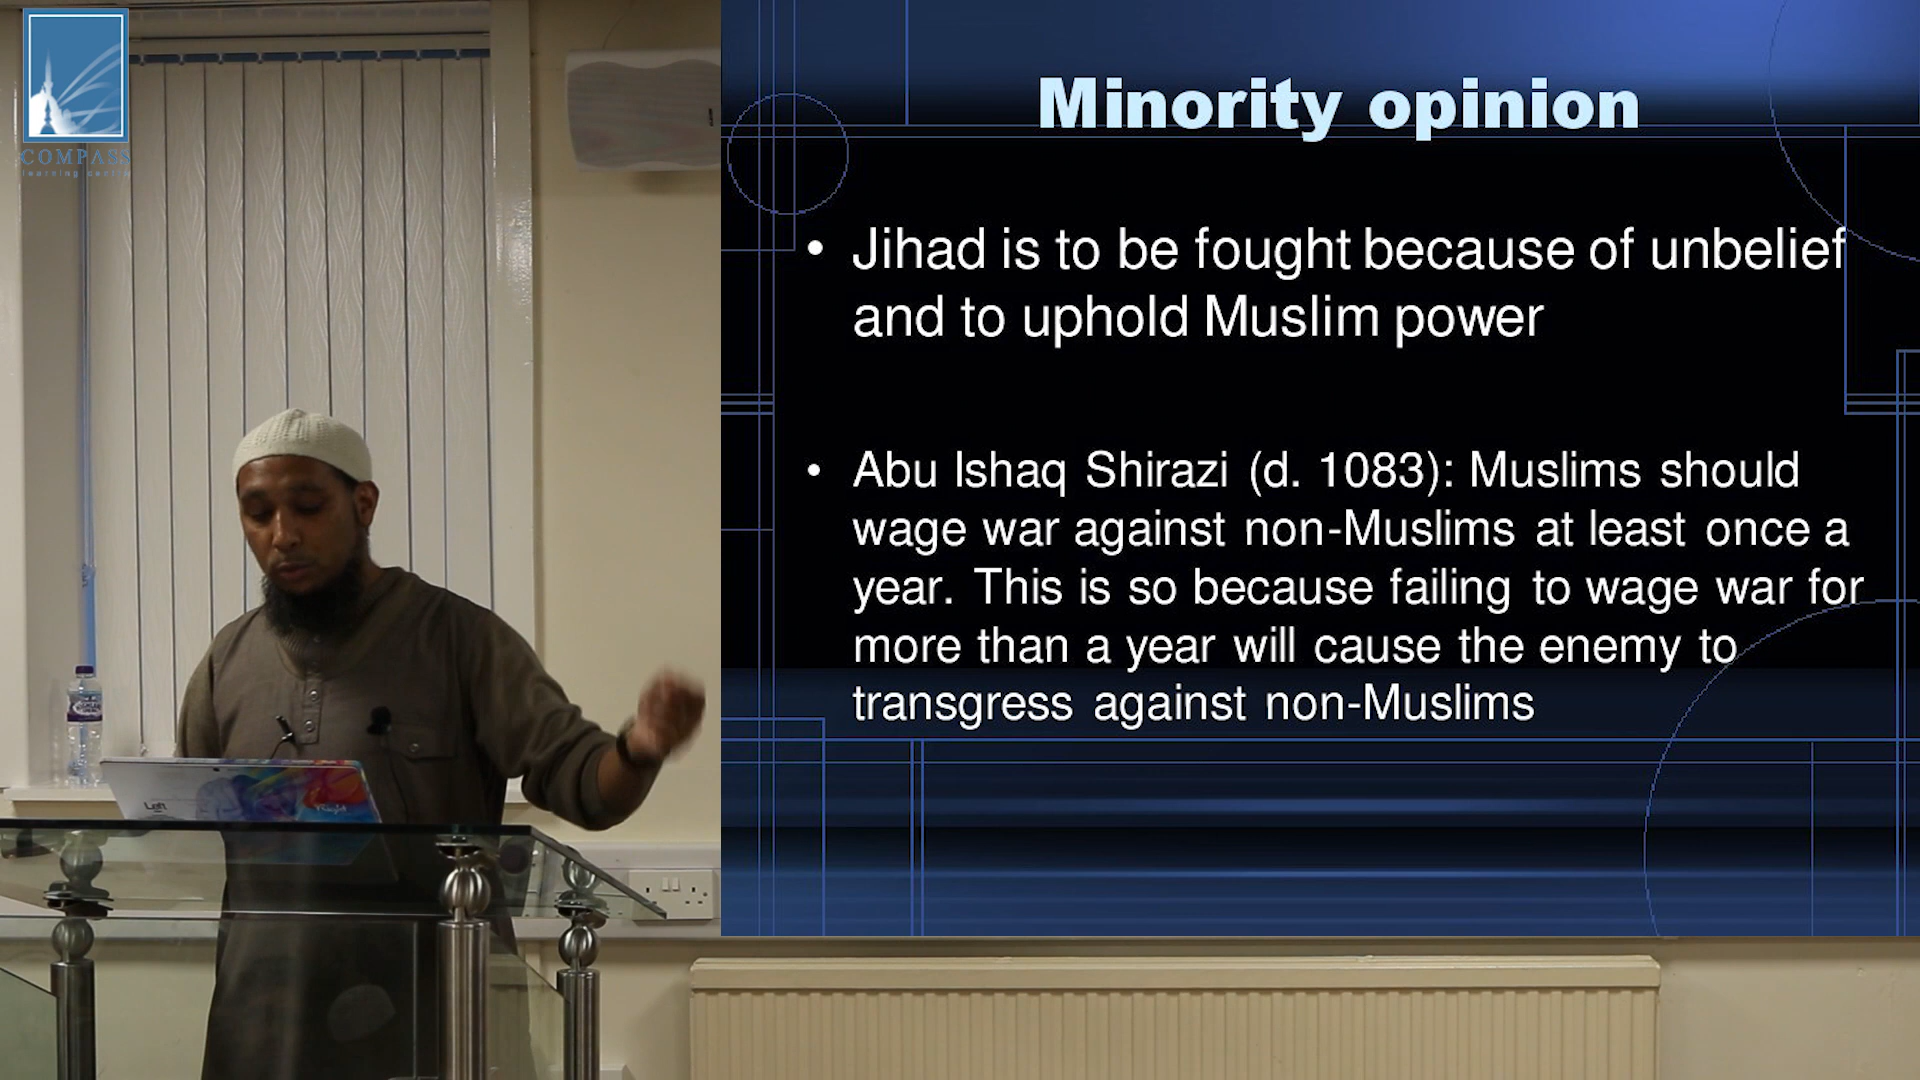 COMPASS
learning centre
Minority opinion
• Jihad is to be fought because of unbelief
and to uphold Muslim power
• Abu Ishaq Shirazi (d. 1083): Muslims should
wage war against non-Muslims at least once a
year. This is so because failing to wage war for
more than a year will cause the enemy to
transgress against non-Muslims